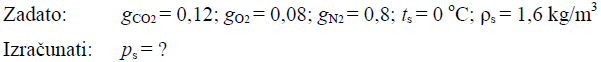 Zadato: gCO2 = 0,12; gO2 = 0,08; gN2 = 0,8; ts = 0 °C; ρs = 1,6 kg/m³
Izračunati: ps = ?